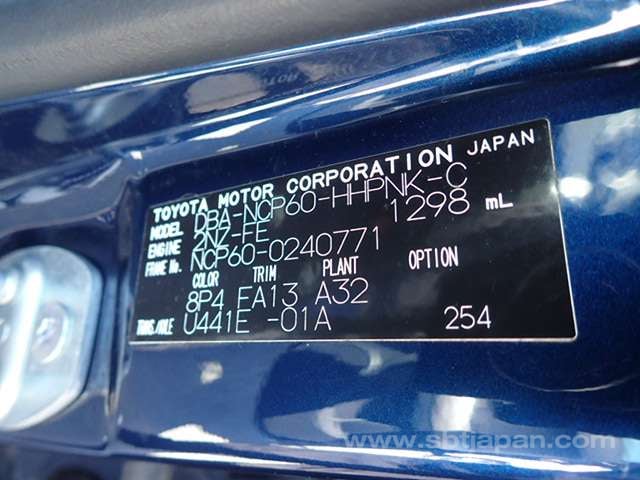 TOYOTA MOTOR CORPORATION JAPAN
MODEL DBA-NCP60-HHPNK-C
ENGINE 2NZ-FE 1298 mL
FRAME No. NCP60-0240771
COLOR TRIM PLANT OPTION
8P4 FA13 A32
TRANS/AXLE U441E -01A 254
www.sbtjapan.com